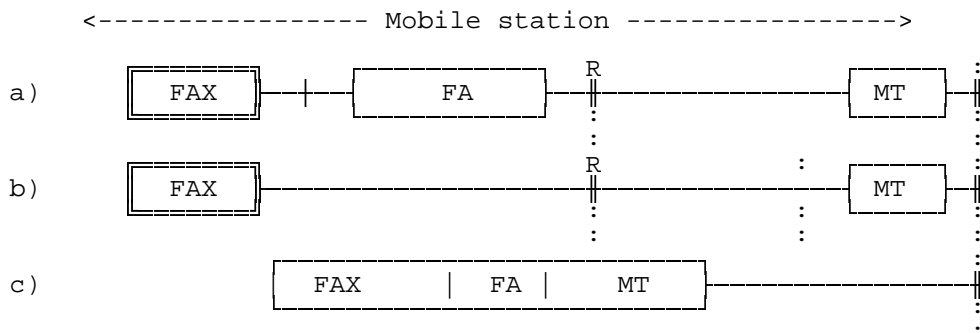 <----------------- Mobile station ----------------->
R
a) FAX FA MT
R
b) FAX MT
c) FAX | FA | MT